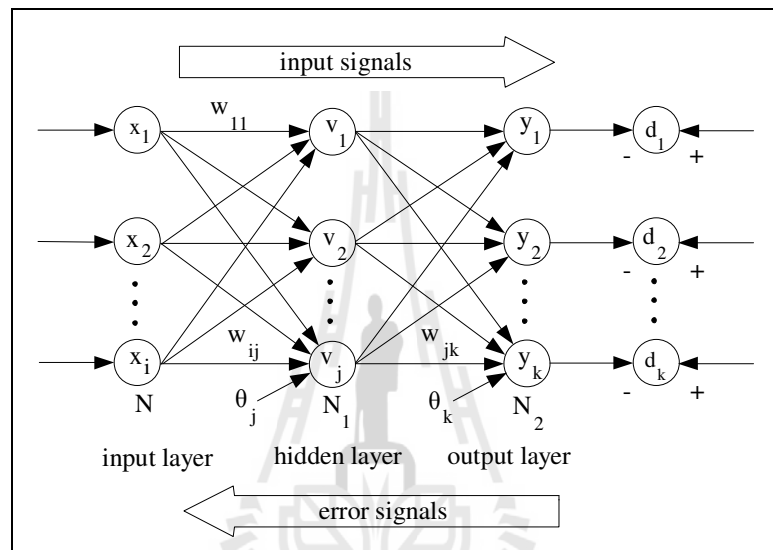 input signals
w11
x1 v1 y1 d1
- +
x2 v2 y2 d2
- +
wij wjk
xi vj yk dk
- +
θj θk
N N1 N2
input layer hidden layer output layer
error signals